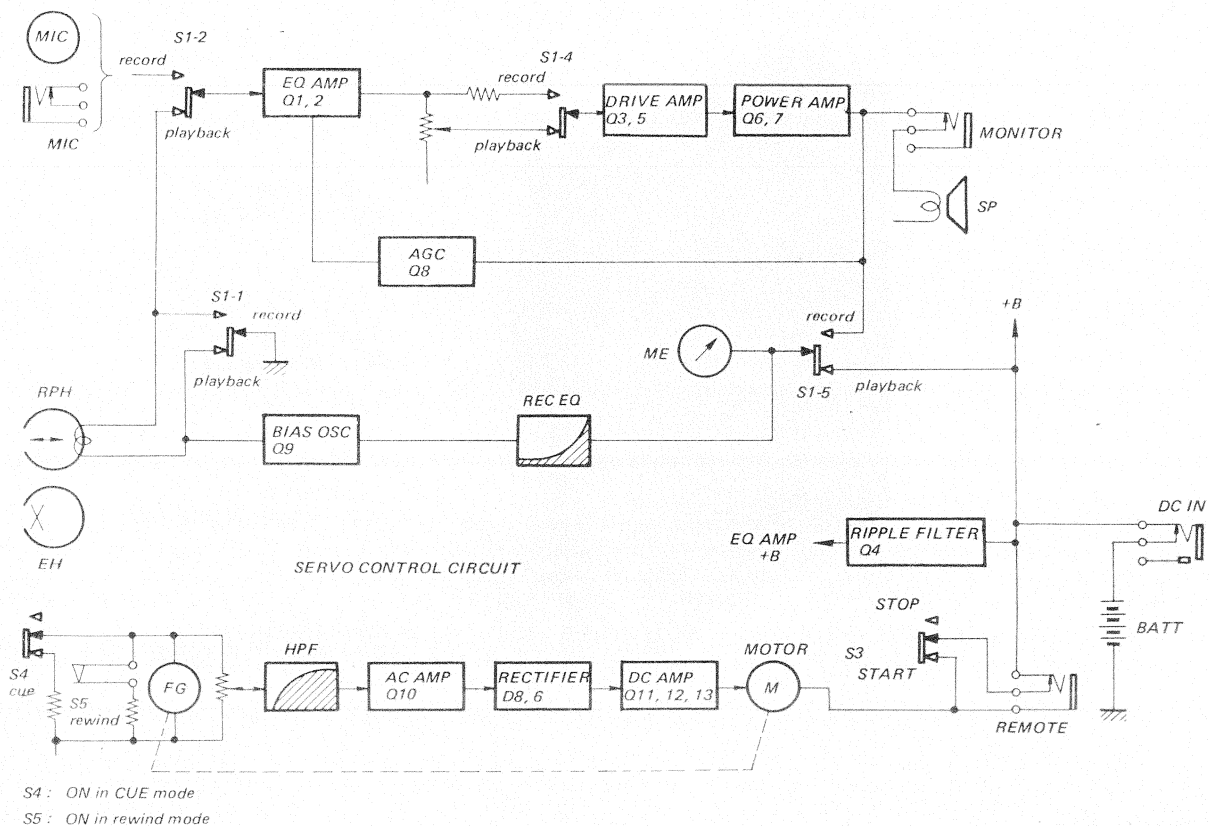 MIC
MIC
S1-2
record
playback
EQ AMP
Q1, 2
S1-4
record
playback
DRIVE AMP
Q3, 5
POWER AMP
Q6, 7
MONITOR
SP
AGC
Q8
S1-1
record
playback
ME
record
playback
S1-5
+B
RPH
BIAS OSC
Q9
REC EQ
EH
EQ AMP
+B
RIPPLE FILTER
Q4
DC IN
BATT
SERVO CONTROL CIRCUIT
S4
cue
S5
rewind
FG
HPF
AC AMP
Q10
RECTIFIER
D8, 6
DC AMP
Q11, 12, 13
MOTOR
M
STOP
S3
START
REMOTE
S4 : ON in CUE mode
S5 : ON in rewind mode